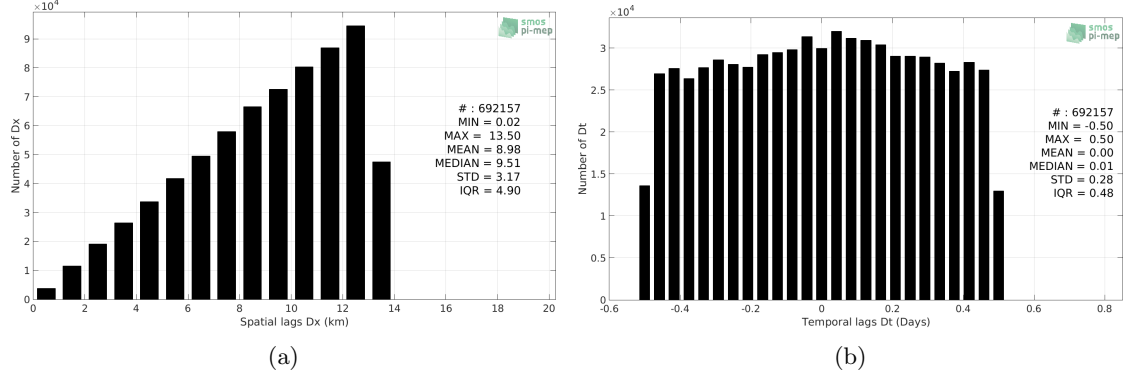 ×10⁴
smos
pi-mep
9
8
7
6
5
4
3
2
1
0
Number of Dx
# : 692157
MIN = 0.02
MAX = 13.50
MEAN = 8.98
MEDIAN = 9.51
STD = 3.17
IQR = 4.90
0 2 4 6 8 10 12 14 16 18 20
Spatial lags Dx (km)
(a)
×10⁴
smos
pi-mep
3
2.5
2
1.5
1
0.5
0
Number of Dt
# : 692157
MIN = -0.50
MAX = 0.50
MEAN = 0.00
MEDIAN = 0.01
STD = 0.28
IQR = 0.48
-0.6 -0.4 -0.2 0 0.2 0.4 0.6 0.8
Temporal lags Dt (Days)
(b)